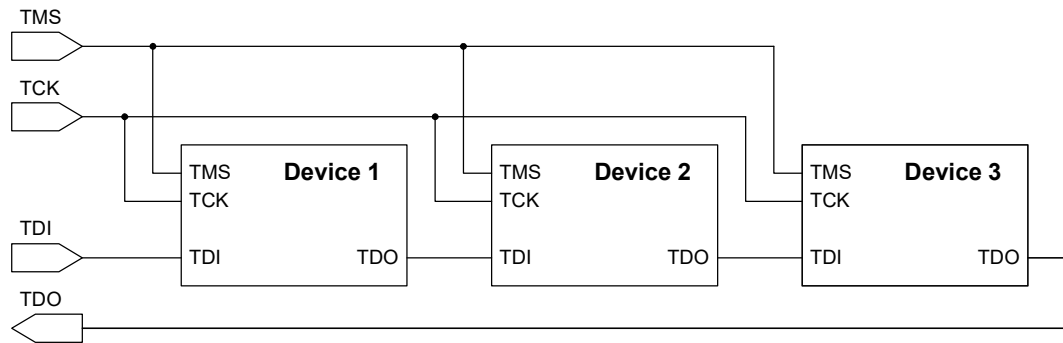 TMS
TCK
TMS Device 1
TCK
TMS Device 2
TCK
TMS Device 3
TCK
TDI
TDI TDO
TDI TDO
TDI TDO
TDO